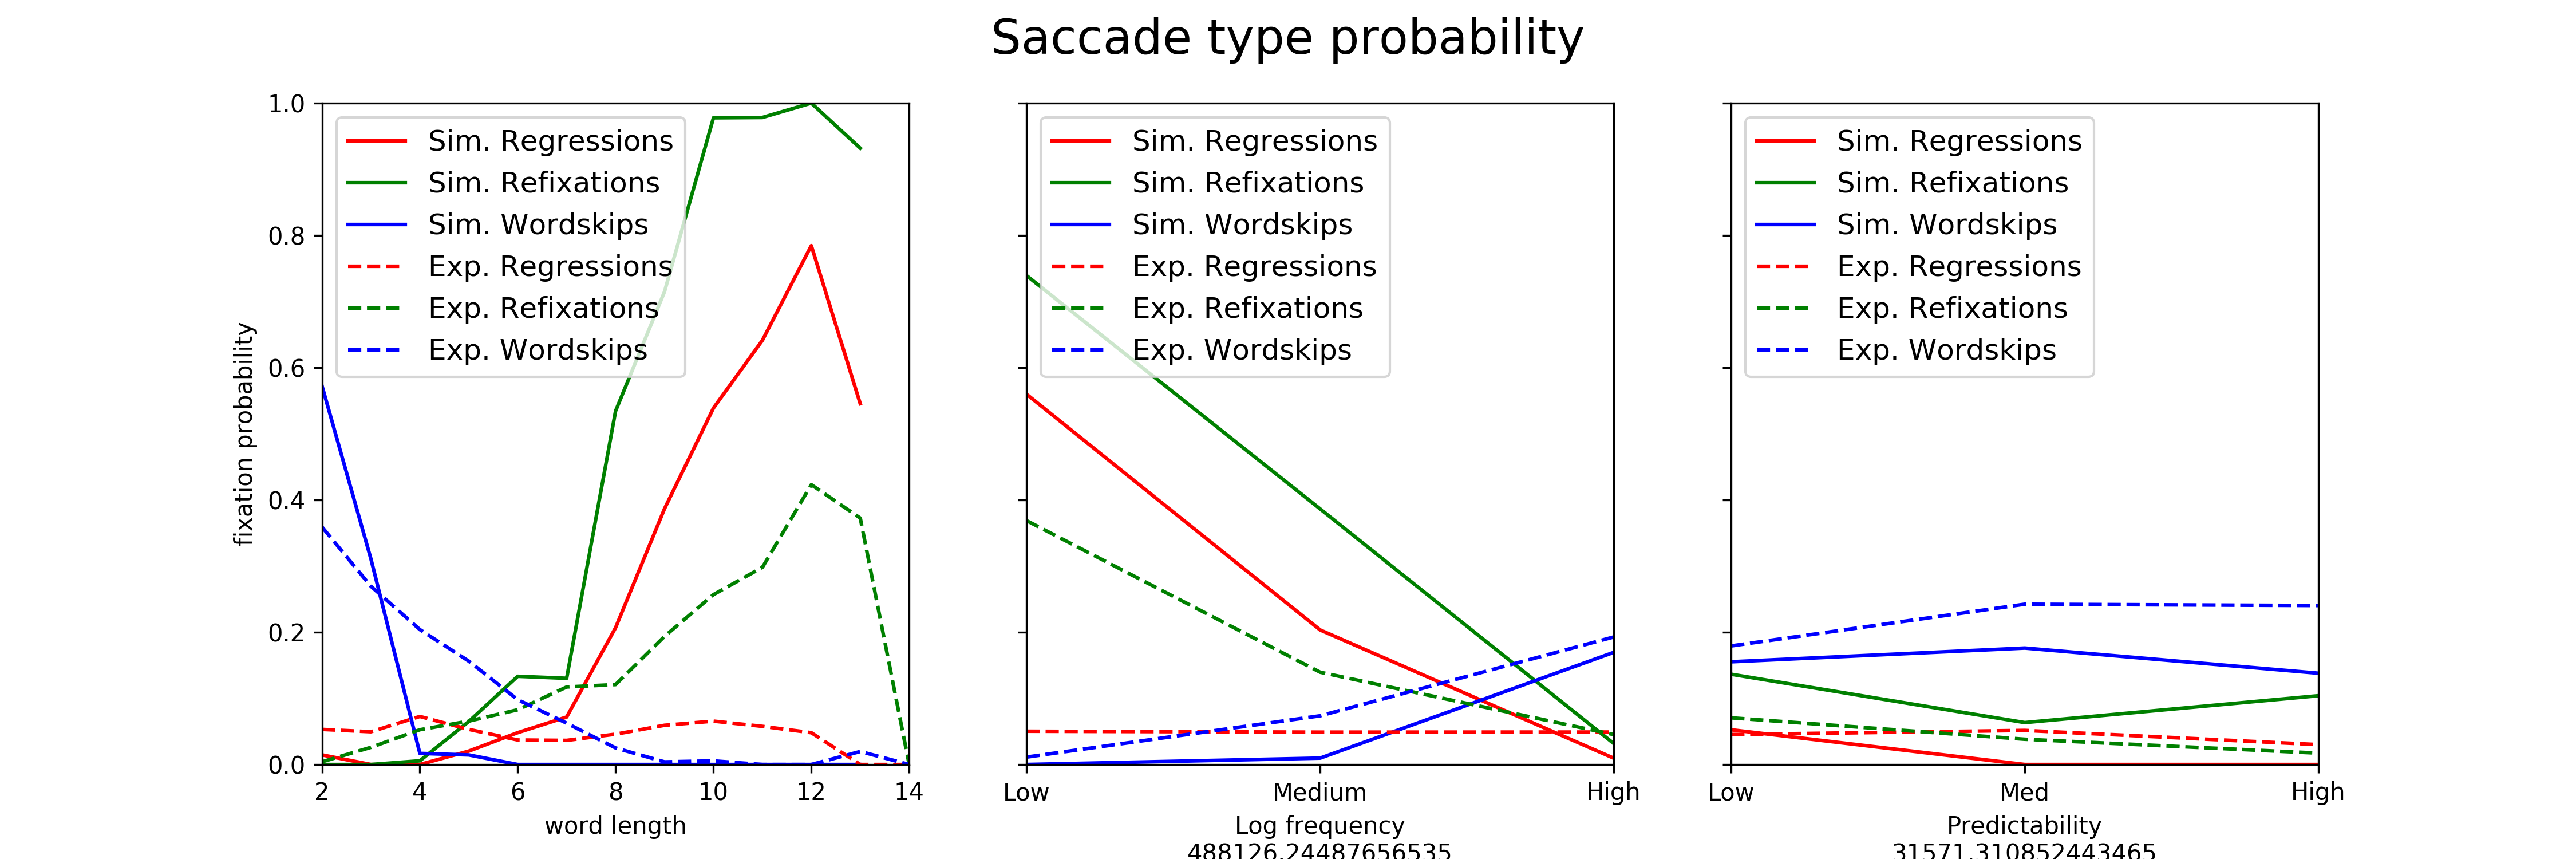 Saccade type probability
fixation probability
1.0
0.8
0.6
0.4
0.2
0.0
Sim. Regressions
Sim. Refixations
Sim. Wordskips
Exp. Regressions
Exp. Refixations
Exp. Wordskips
2 4 6 8 10 12 14
word length
Sim. Regressions
Sim. Refixations
Sim. Wordskips
Exp. Regressions
Exp. Refixations
Exp. Wordskips
Low Medium High
Log frequency
488126.24487656535
Sim. Regressions
Sim. Refixations
Sim. Wordskips
Exp. Regressions
Exp. Refixations
Exp. Wordskips
Low Med High
Predictability
31571.310852443465